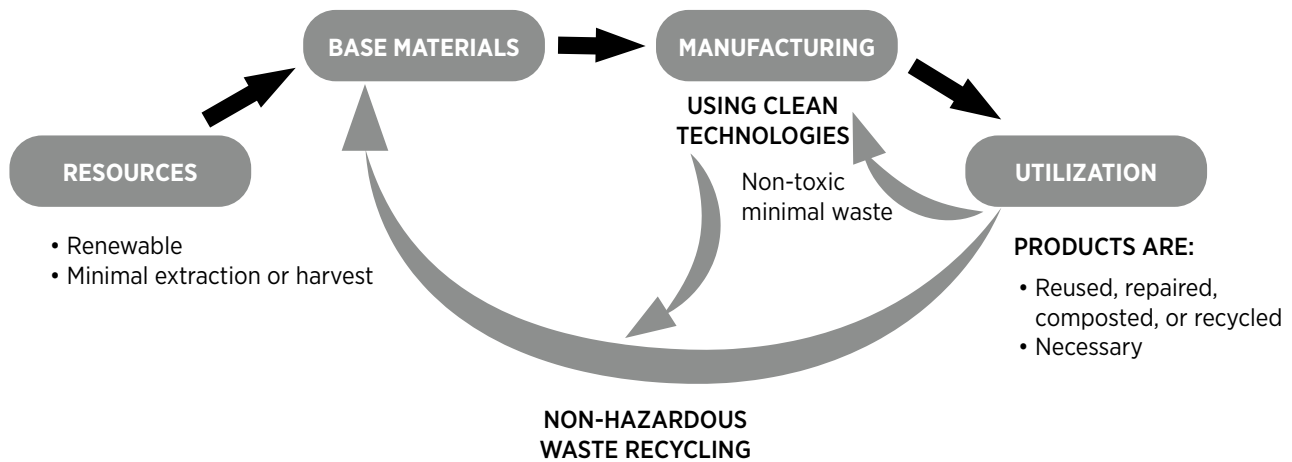 BASE MATERIALS
MANUFACTURING
USING CLEAN
TECHNOLOGIES
RESOURCES
UTILIZATION
Non-toxic
minimal waste
• Renewable
• Minimal extraction or harvest
PRODUCTS ARE:
• Reused, repaired,
composted, or recycled
• Necessary
NON-HAZARDOUS
WASTE RECYCLING